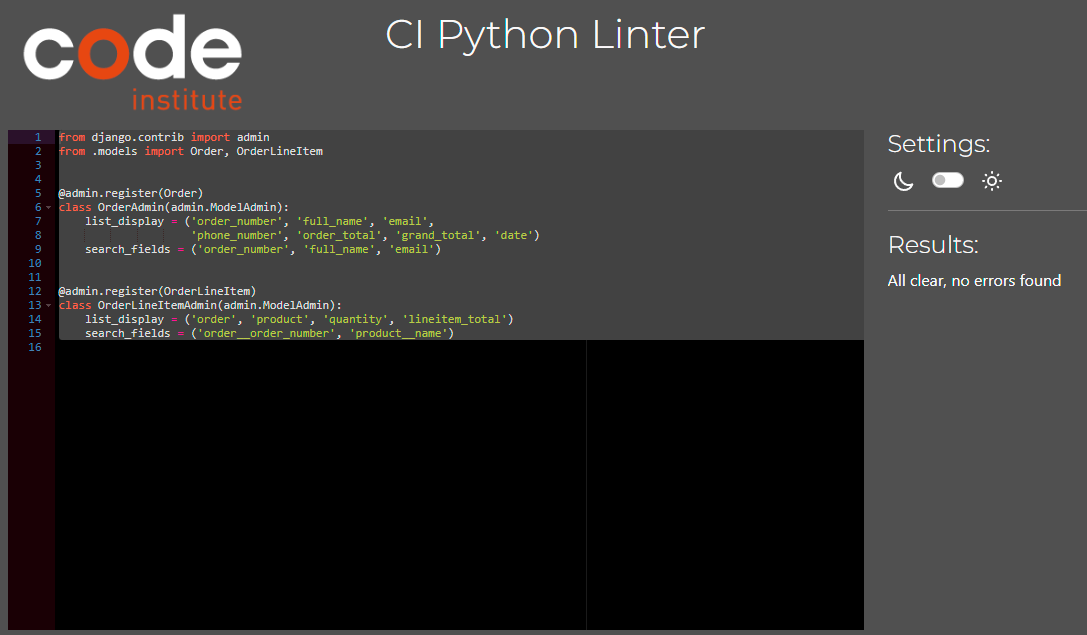 code
institute
CI Python Linter
1 from django.contrib import admin
2 from .models import Order, OrderLineItem
3
4
5 @admin.register(Order)
6 class OrderAdmin(admin.ModelAdmin):
7     list_display = ('order_number', 'full_name', 'email',
8                     'phone_number', 'order_total', 'grand_total', 'date')
9     search_fields = ('order_number', 'full_name', 'email')
10
11
12 @admin.register(OrderLineItem)
13 class OrderLineItemAdmin(admin.ModelAdmin):
14     list_display = ('order', 'product', 'quantity', 'lineitem_total')
15     search_fields = ('order__order_number', 'product__name')
16
Settings:
Results:
All clear, no errors found